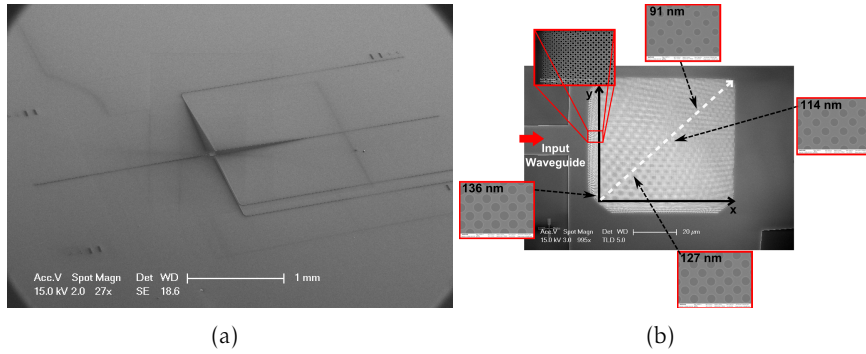 Acc.V Spot Magn Det WD
15.0 kV 2.0 27x SE 18.6
1 mm
(a)
91 nm
114 nm
y
Input
Waveguide
136 nm
x
Acc.V Spot Magn Det WD
15.0 kV 3.0 995x TLD 5.0
20 µm
127 nm
(b)